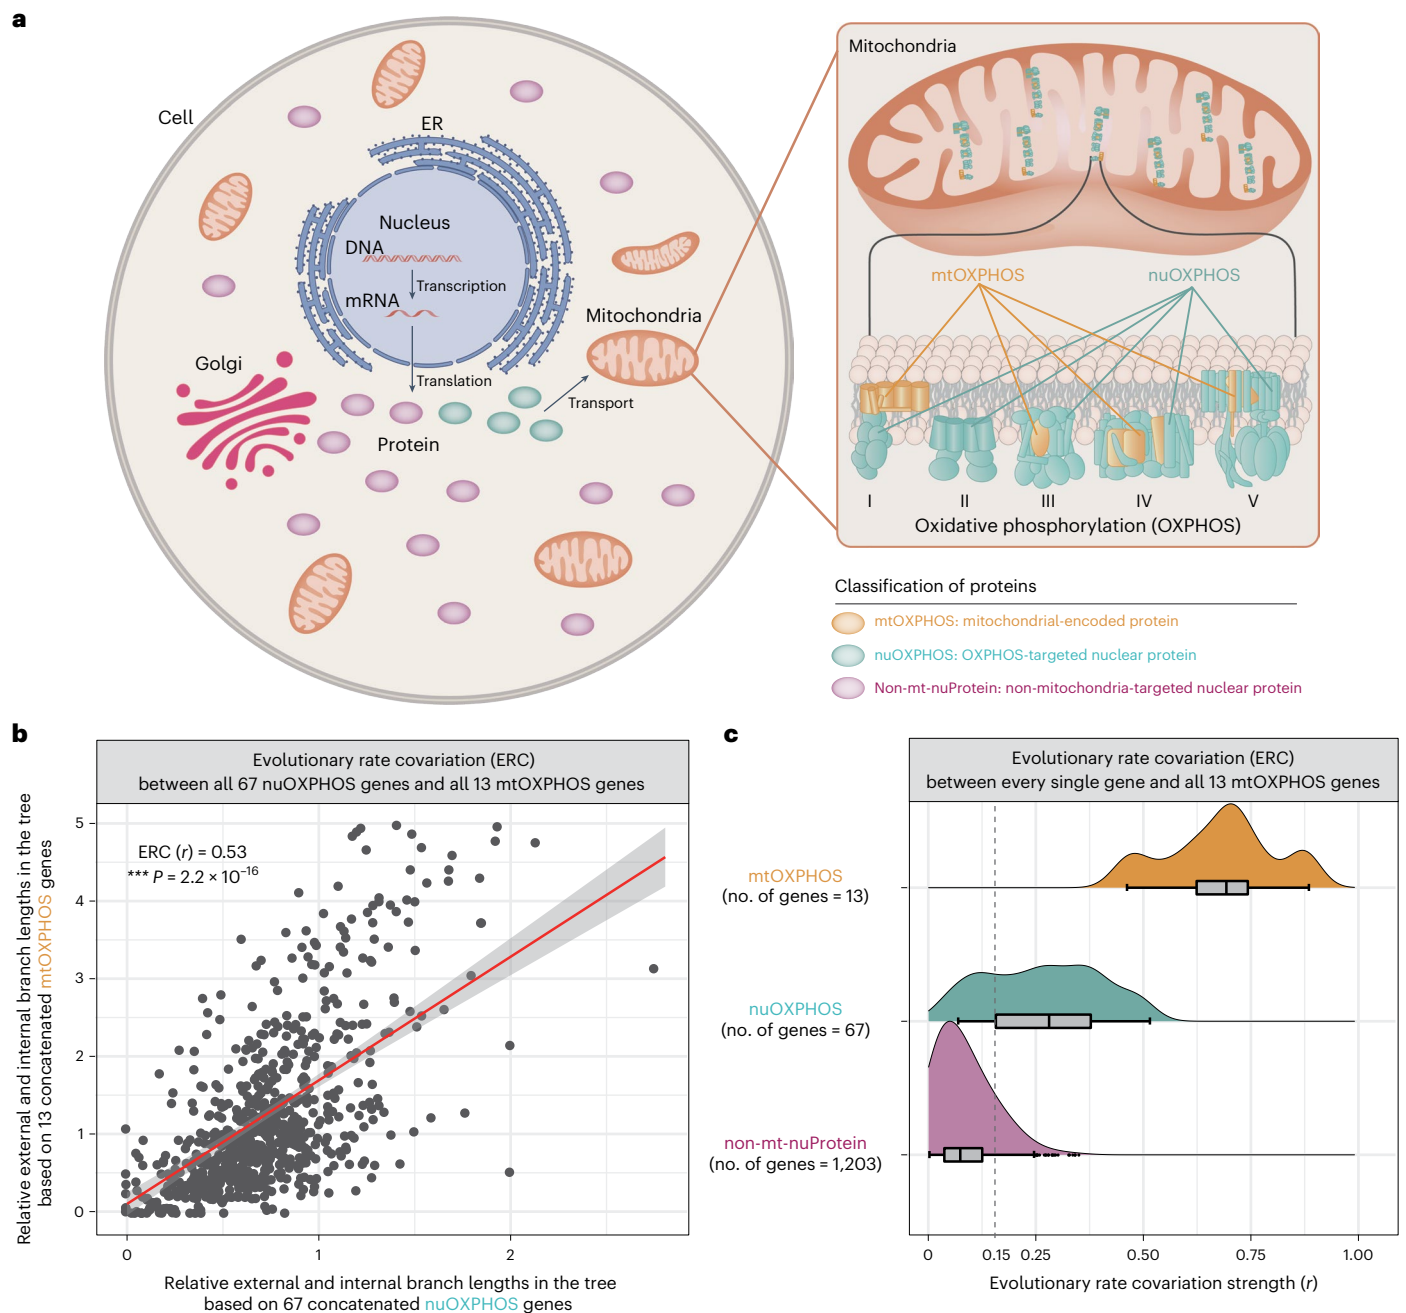 a
Cell
ER
Nucleus
DNA
Transcription
mRNA
Mitochondria
Golgi
Translation
Transport
Protein
Mitochondria
mtOXPHOS
nuOXPHOS
I
II
III
IV
V
Oxidative phosphorylation (OXPHOS)
Classification of proteins
mtOXPHOS: mitochondrial-encoded protein
nuOXPHOS: OXPHOS-targeted nuclear protein
Non-mt-nuProtein: non-mitochondria-targeted nuclear protein
b
Evolutionary rate covariation (ERC)
between all 67 nuOXPHOS genes and all 13 mtOXPHOS genes
Relative external and internal branch lengths in the tree
based on 13 concatenated mtOXPHOS genes
5
4
3
2
1
0
ERC (r) = 0.53
*** P = 2.2 × 10⁻¹⁶
0
1
2
Relative external and internal branch lengths in the tree
based on 67 concatenated nuOXPHOS genes
c
Evolutionary rate covariation (ERC)
between every single gene and all 13 mtOXPHOS genes
mtOXPHOS
(no. of genes = 13)
nuOXPHOS
(no. of genes = 67)
non-mt-nuProtein
(no. of genes = 1,203)
0
0.15
0.25
0.50
0.75
1.00
Evolutionary rate covariation strength (r)